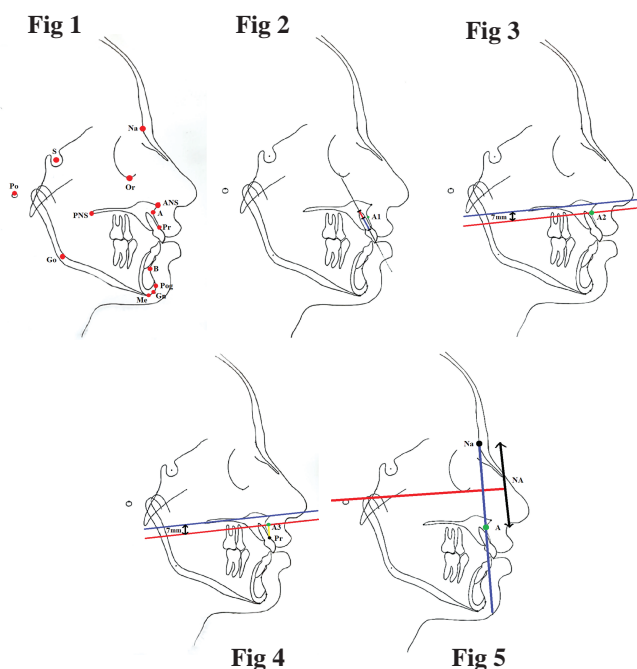 Fig 1
Fig 2
Fig 3
Na
S
Po
Or
ANS
PNS
A
Pr
Go
B
Pog
Gn
Me
A1
7mm
A2
Na
NA
7mm
A3
Pr
A
Fig 4
Fig 5